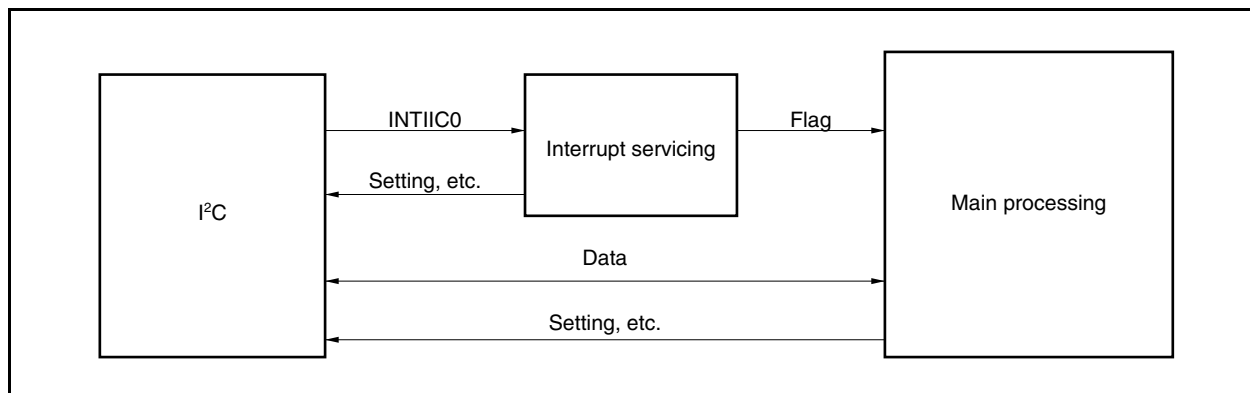 INTIIC0
Flag
Interrupt servicing
Setting, etc.
I²C
Main processing
Data
Setting, etc.